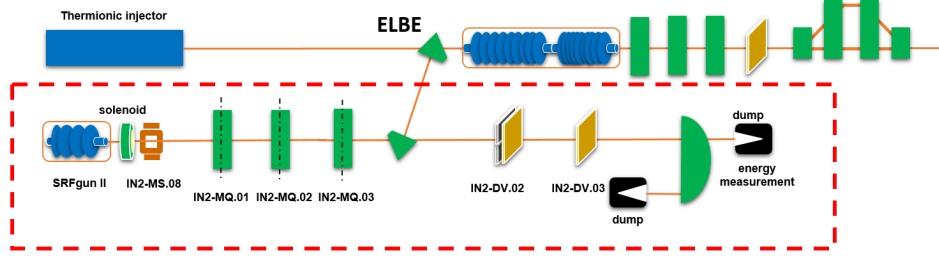 Thermionic injector
ELBE
solenoid
SRFgun II
IN2-MS.08
IN2-MQ.01
IN2-MQ.02
IN2-MQ.03
IN2-DV.02
IN2-DV.03
dump
dump
energy
measurement